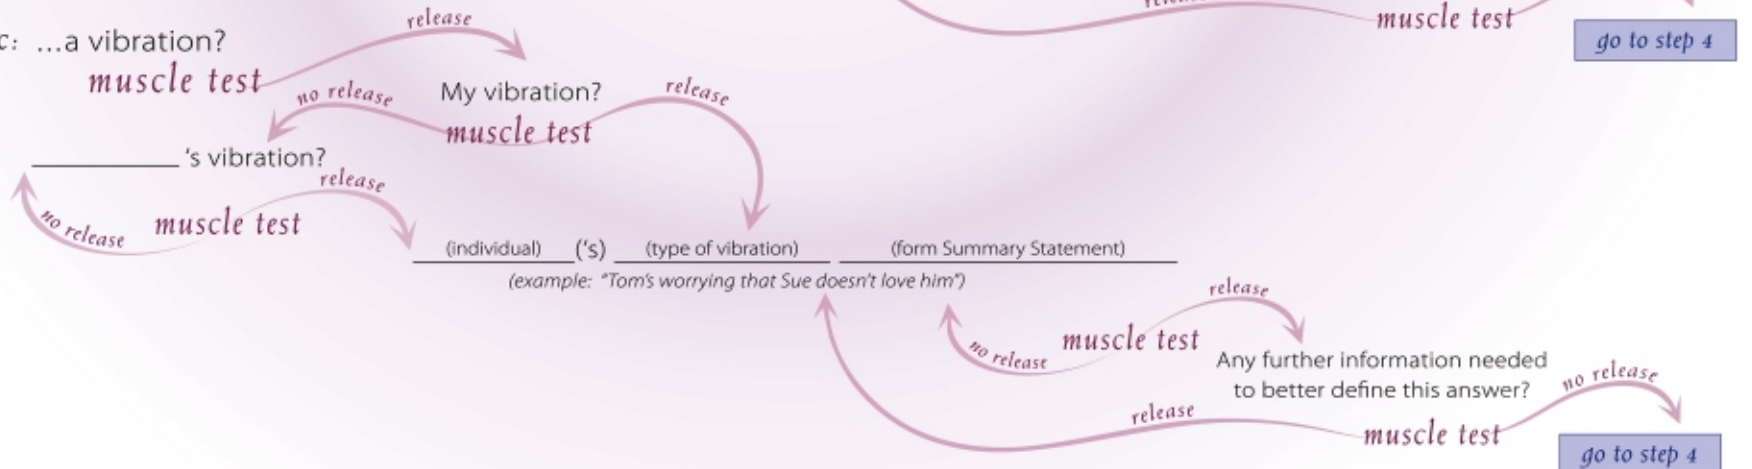 release
muscle test
go to step 4
c: ...a vibration?
muscle test
release
My vibration?
muscle test
no release
release
___________ 's vibration?
muscle test
no release
release
(individual) ('s) (type of vibration) (form Summary Statement)
(example: "Tom's worrying that Sue doesn't love him")
muscle test
no release
release
Any further information needed
to better define this answer?
muscle test
release
no release
go to step 4